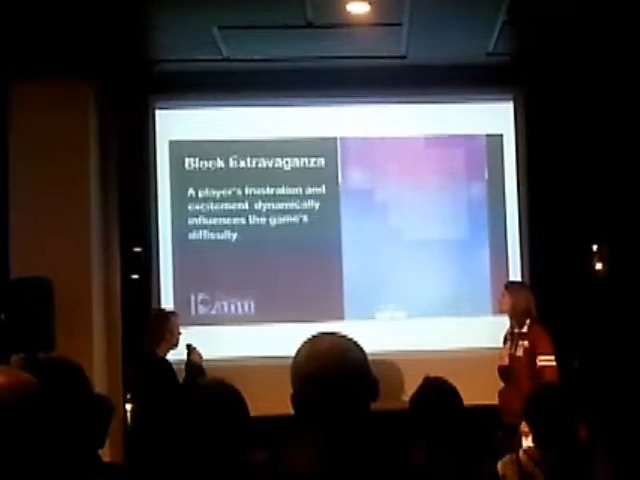 Block Extravaganza
A player's frustration and
excitement dynamically
influences the game's
difficulty